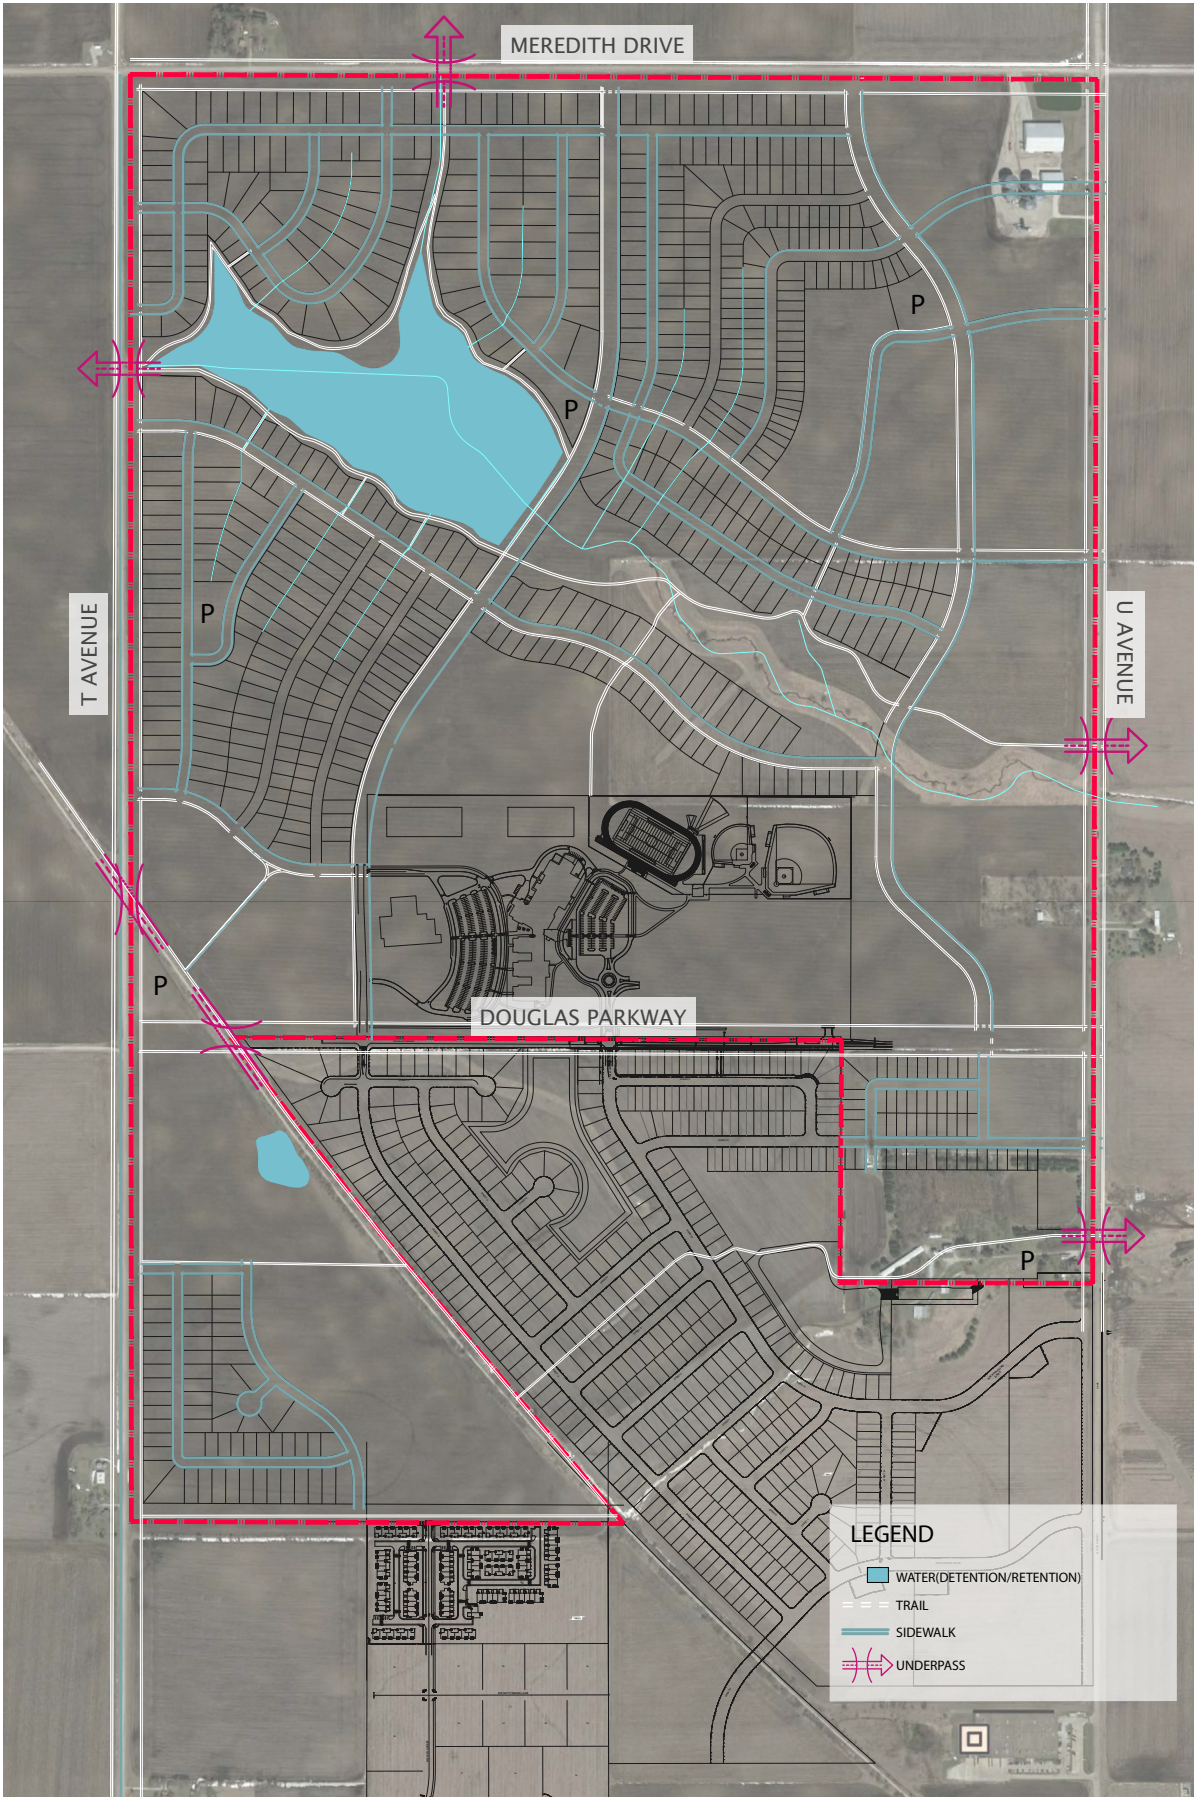 MEREDITH DRIVE
P
P
T AVENUE
P
U AVENUE
P
DOUGLAS PARKWAY
P
LEGEND
WATER(DETENTION/RETENTION)
TRAIL
SIDEWALK
UNDERPASS